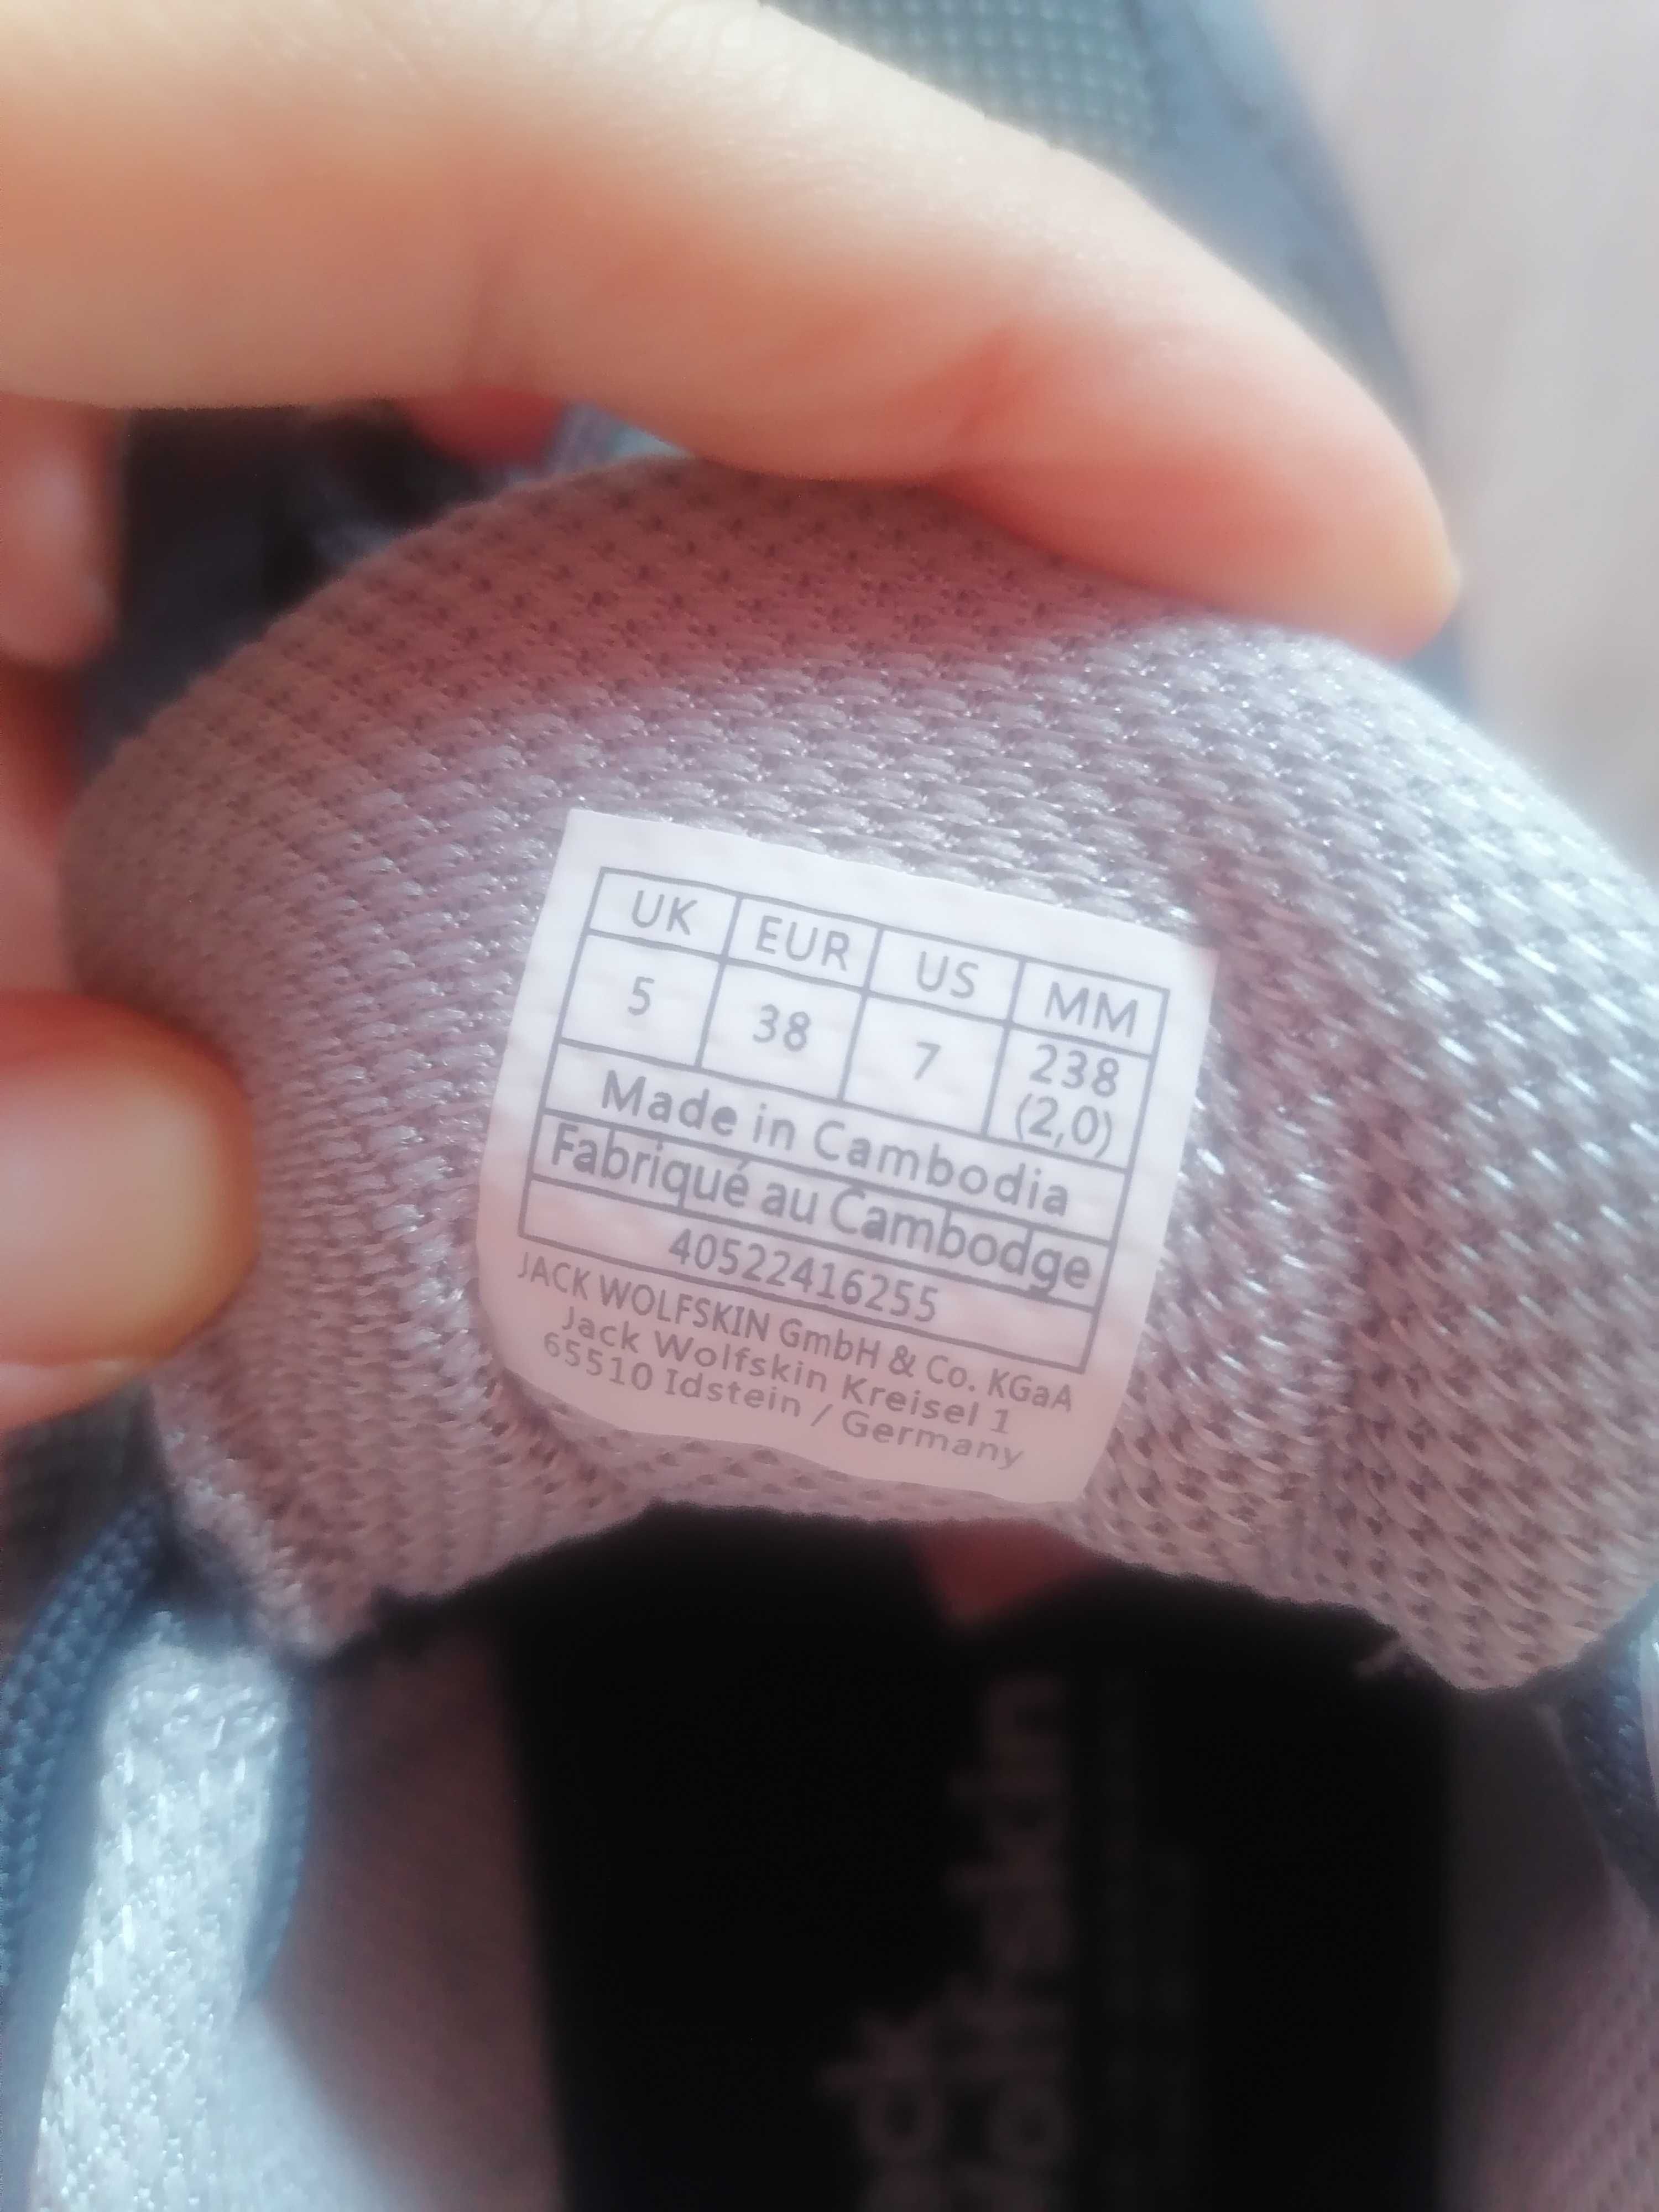 UK EUR US MM
5 38 7 238 (2,0)
Made in Cambodia
Fabriqué au Cambodge
40522416255
JACK WOLFSKIN GmbH & Co. KGaA
Jack Wolfskin Kreisel 1
65510 Idstein / Germany